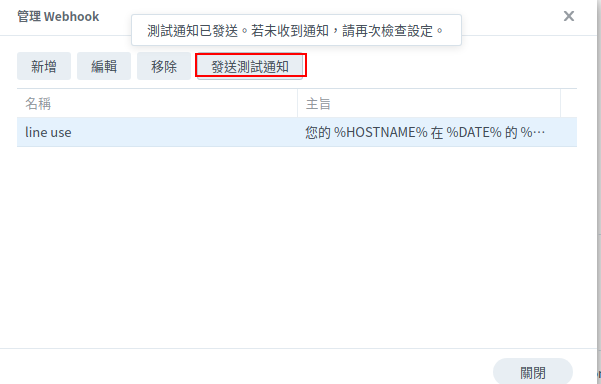 管理 Webhook
測試通知已發送。若未收到通知，請再次檢查設定。
新增 編輯 移除 發送測試通知
名稱 主旨
line use 您的 %HOSTNAME% 在 %DATE% 的 %…
關閉